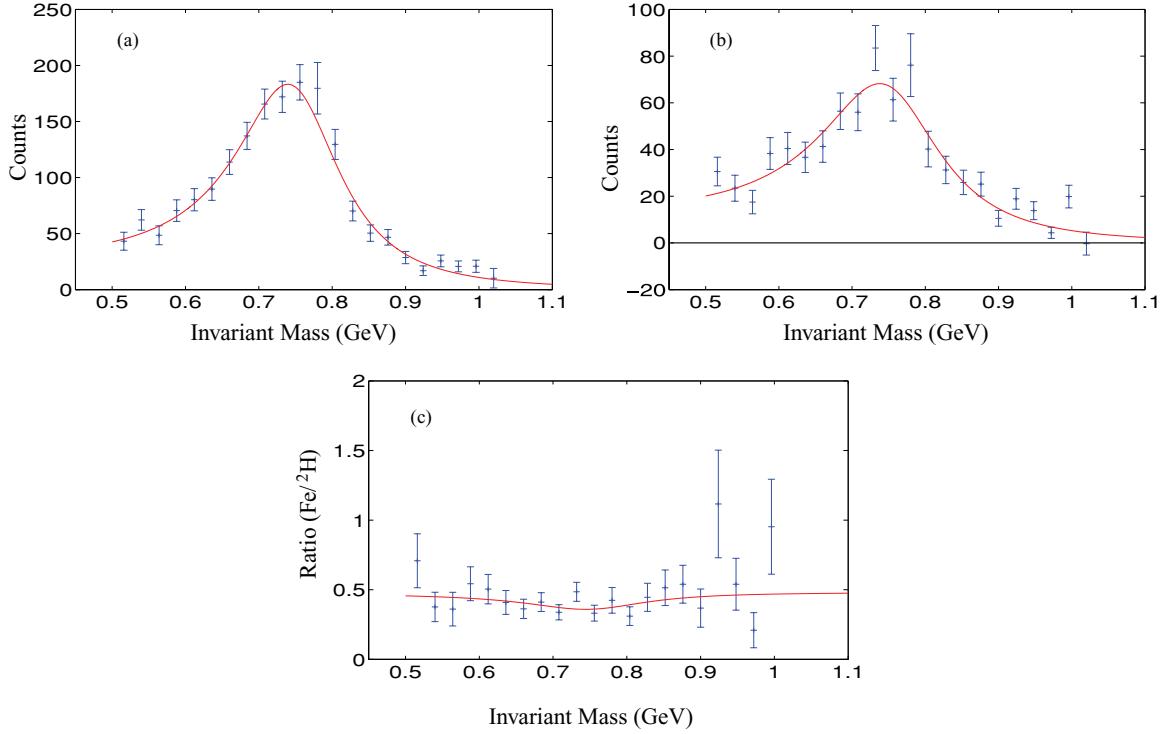 (a)
250
200
150
100
50
0
Counts
0.5 0.6 0.7 0.8 0.9 1 1.1
Invariant Mass (GeV)
(b)
100
80
60
40
20
0
−20
Counts
0.5 0.6 0.7 0.8 0.9 1 1.1
Invariant Mass (GeV)
(c)
2
1.5
1
0.5
0
Ratio (Fe/ ²H)
0.5 0.6 0.7 0.8 0.9 1 1.1
Invariant Mass (GeV)